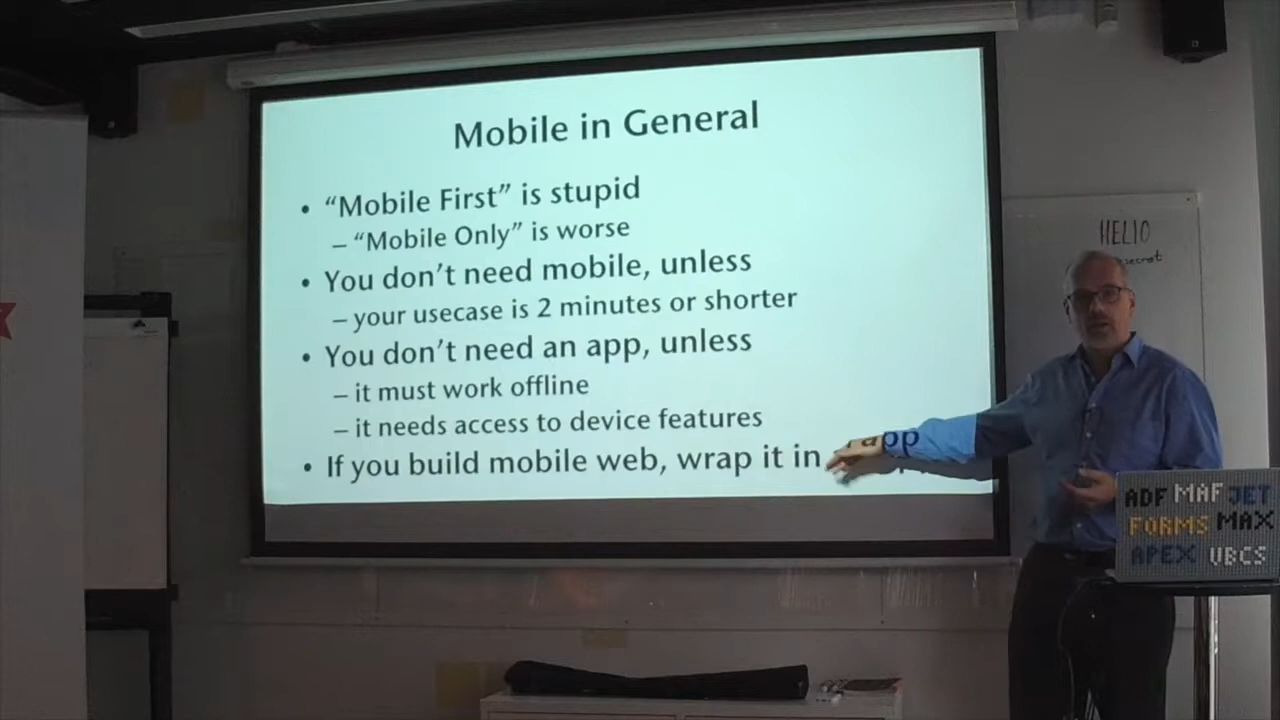 Mobile in General
• “Mobile First” is stupid
– “Mobile Only” is worse
• You don’t need mobile, unless
– your usecase is 2 minutes or shorter
• You don’t need an app, unless
– it must work offline
– it needs access to device features
• If you build mobile web, wrap it in app
HELIO
secret
ADF MAF JET
FORMS MAX
APEX VBCS